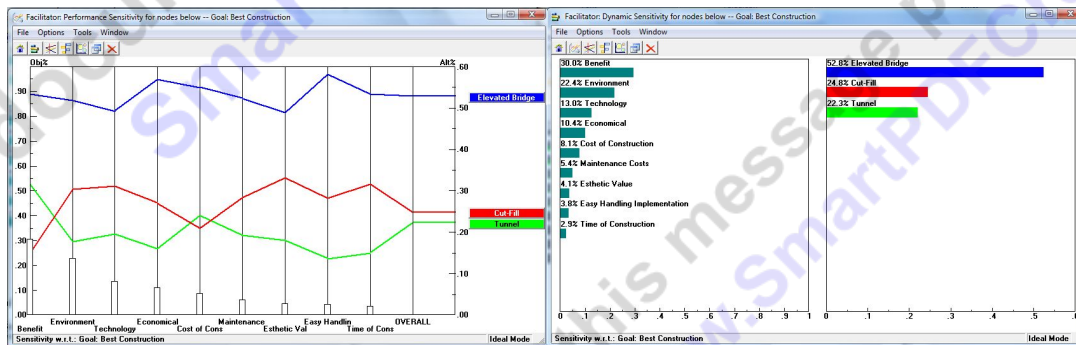 Facilitator: Performance Sensitivity for nodes below -- Goal: Best Construction
File Options Tools Window
Obj%
Alt%
.90
.80
.70
.60
.50
.40
.30
.20
.10
.00
.60
.50
.40
.30
.20
.10
.00
Elevated Bridge
Cut-Fill
Tunnel
Environment Economical Maintenance Easy Handlin OVERALL
Benefit Technology Cost of Cons Esthetic Val Time of Cons
Sensitivity w.r.t.: Goal: Best Construction Ideal Mode
Facilitator: Dynamic Sensitivity for nodes below -- Goal: Best Construction
File Options Tools Window
30.0% Benefit
22.4% Environment
13.0% Technology
10.4% Economical
8.1% Cost of Construction
5.4% Maintenance Costs
4.1% Esthetic Value
3.8% Easy Handling Implementation
2.9% Time of Construction
0 .1 .2 .3 .4 .5 .6 .7 .8 .9 1
52.8% Elevated Bridge
24.8% Cut-Fill
22.3% Tunnel
0 .1 .2 .3 .4 .5 .6
Sensitivity w.r.t.: Goal: Best Construction Ideal Mode
this message
www.SmartPDFC